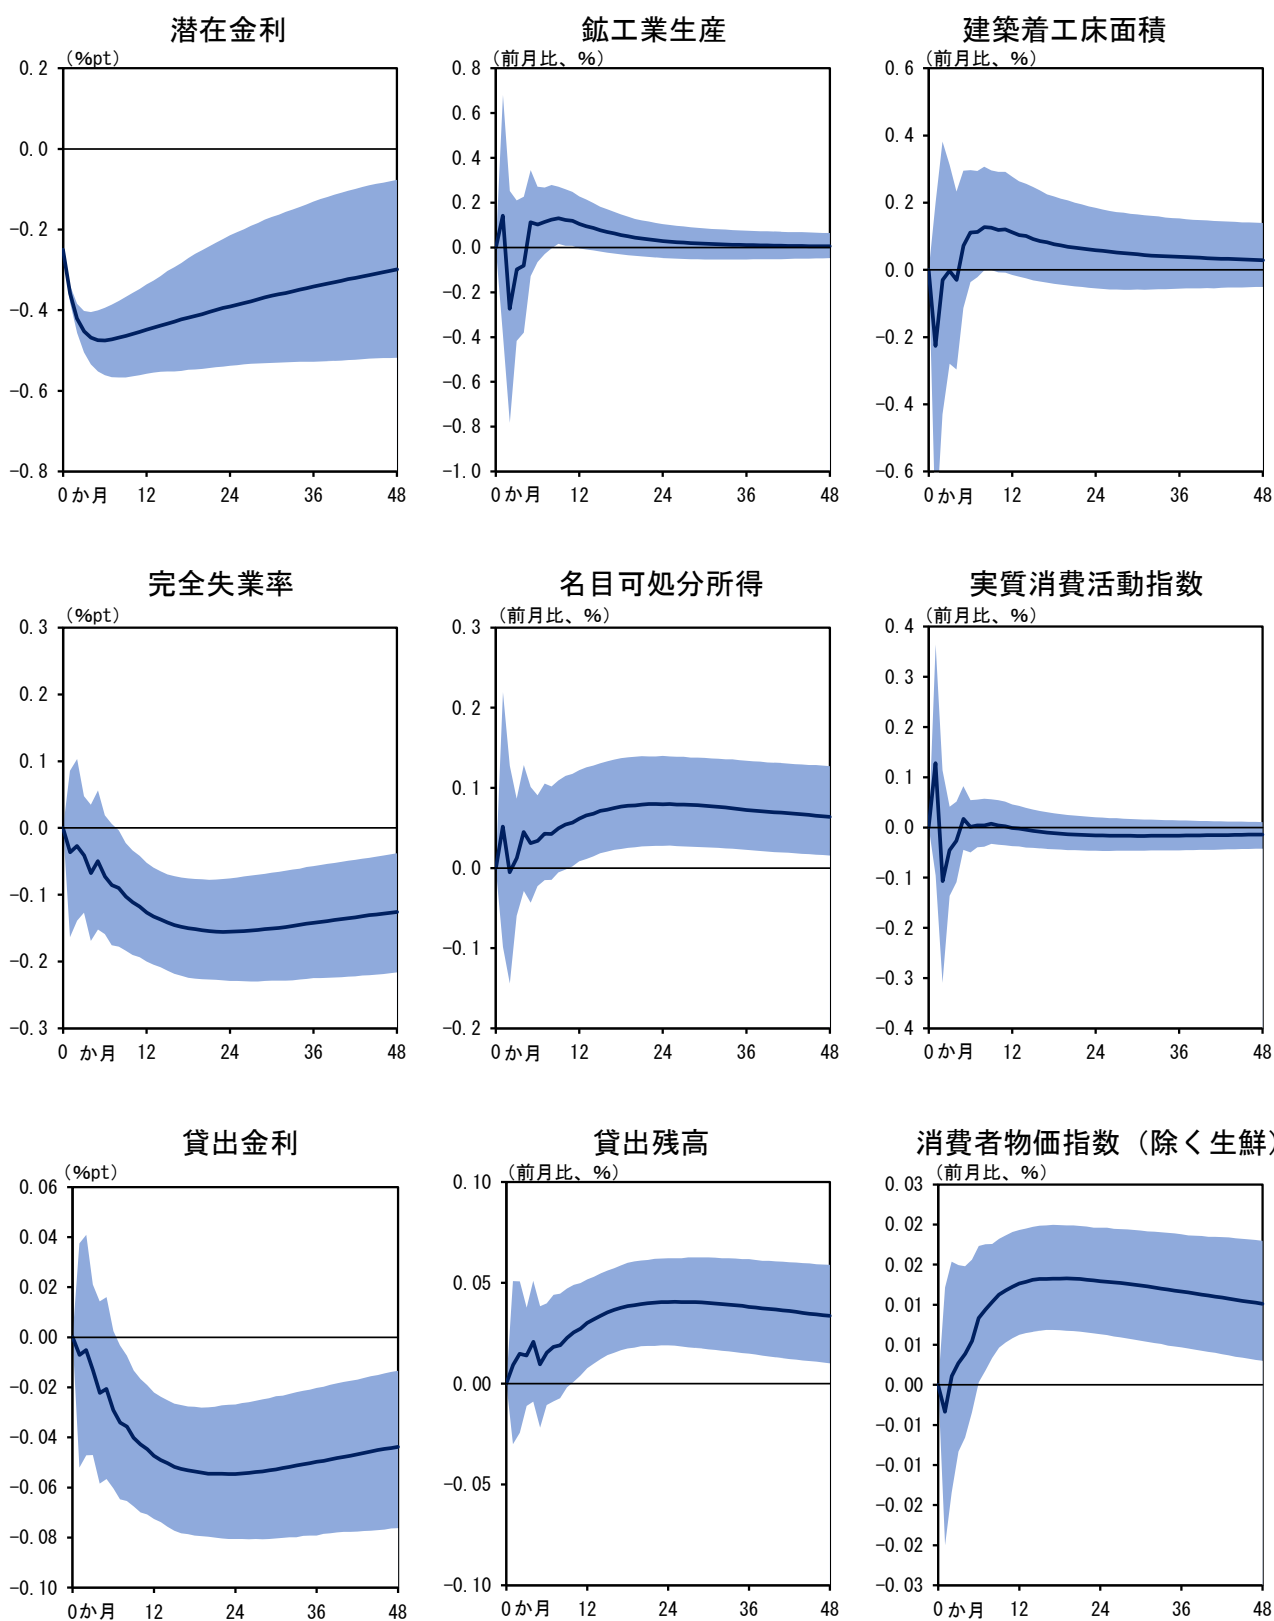 潜在金利
(%pt)
0.2
0.0
-0.2
-0.4
-0.6
-0.8
0か月 12 24 36 48
鉱工業生産
(前月比、%)
0.8
0.6
0.4
0.2
0.0
-0.2
-0.4
-0.6
-0.8
-1.0
0か月 12 24 36 48
建築着工床面積
(前月比、%)
0.6
0.4
0.2
0.0
-0.2
-0.4
-0.6
0か月 12 24 36 48
完全失業率
(%pt)
0.3
0.2
0.1
0.0
-0.1
-0.2
-0.3
0 か月 12 24 36 48
名目可処分所得
(前月比、%)
0.3
0.2
0.1
0.0
-0.1
-0.2
0か月 12 24 36 48
実質消費活動指数
(前月比、%)
0.4
0.3
0.2
0.1
0.0
-0.1
-0.2
-0.3
-0.4
0か月 12 24 36 48
貸出金利
(%pt)
0.06
0.04
0.02
0.00
-0.02
-0.04
-0.06
-0.08
-0.10
0か月 12 24 36 48
貸出残高
(前月比、%)
0.10
0.05
0.00
-0.05
-0.10
0か月 12 24 36 48
消費者物価指数（除く生鮮）
(前月比、%)
0.03
0.02
0.02
0.01
0.01
0.00
-0.01
-0.01
-0.02
-0.02
-0.03
0か月 12 24 36 48